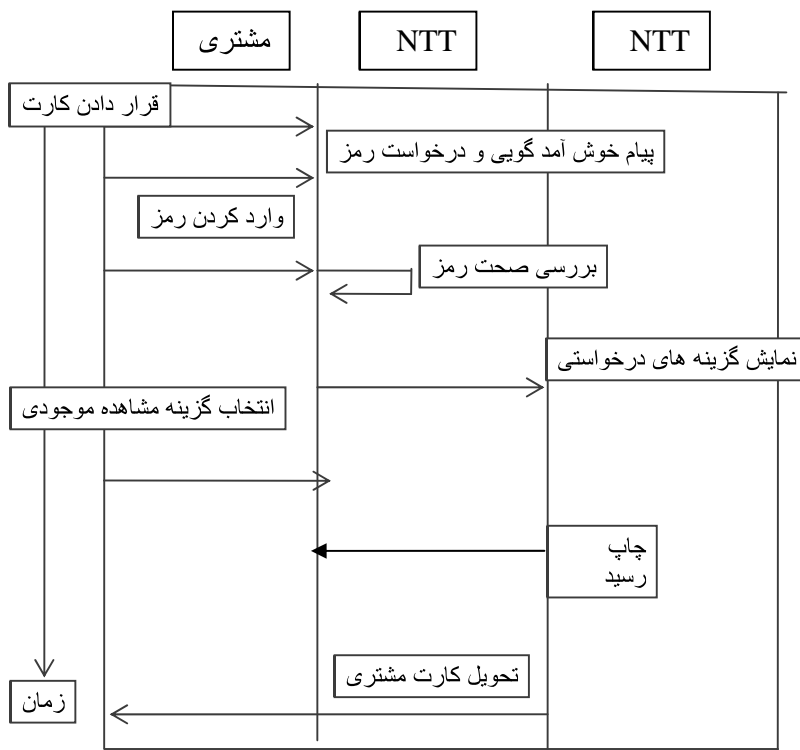 مشتری
NTT
NTT
قرار دادن کارت
پیام خوش آمد گویی و درخواست رمز
وارد کردن رمز
بررسی صحت رمز
نمایش گزینه های درخواستی
انتخاب گزینه مشاهده موجودی
چاپ
رسید
تحویل کارت مشتری
زمان